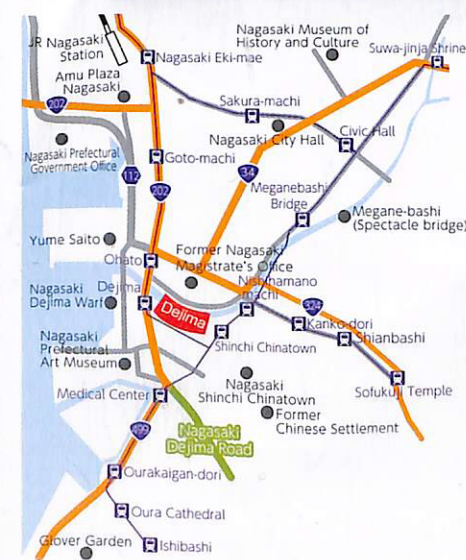 JR Nagasaki
Station
Nagasaki Eki-mae
Nagasaki Museum of
History and Culture
Suwa-jinja Shrine
Amu Plaza
Nagasaki
202
Sakura-machi
Nagasaki City Hall
Civic Hall
Nagasaki Prefectural
Government Office
Goto-machi
112
202
34
Meganebashi
Bridge
Megane-bashi
(Spectacle bridge)
Yume Saito
Ohato
Former Nagasaki
Magistrate's Office
Nishihamano
machi
Dejima
Nagasaki
Dejima Warf
Dejima
324
Kanko-dori
Shianbashi
Shinchi Chinatown
Nagasaki
Prefectural
Art Museum
Medical Center
Nagasaki
Shinchi Chinatown
Sofukuji Temple
Former
Chinese Settlement
499
Nagasaki
Dejima Road
Ourakaigan-dori
Oura Cathedral
Ishibashi
Glover Garden